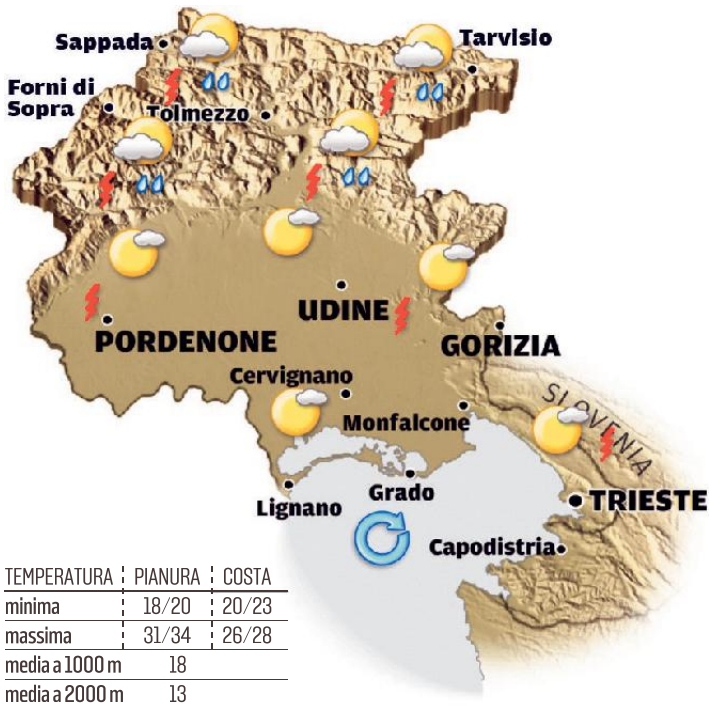 Sappada
Tarvisio
Forni di
Sopra
Tolmezzo
UDINE
PORDENONE
GORIZIA
Cervignano
SLOVENIA
Monfalcone
Lignano
Grado
TRIESTE
Capodistria
TEMPERATURA PIANURA COSTA
minima 18/20 20/23
massima 31/34 26/28
media a 1000 m 18
media a 2000 m 13